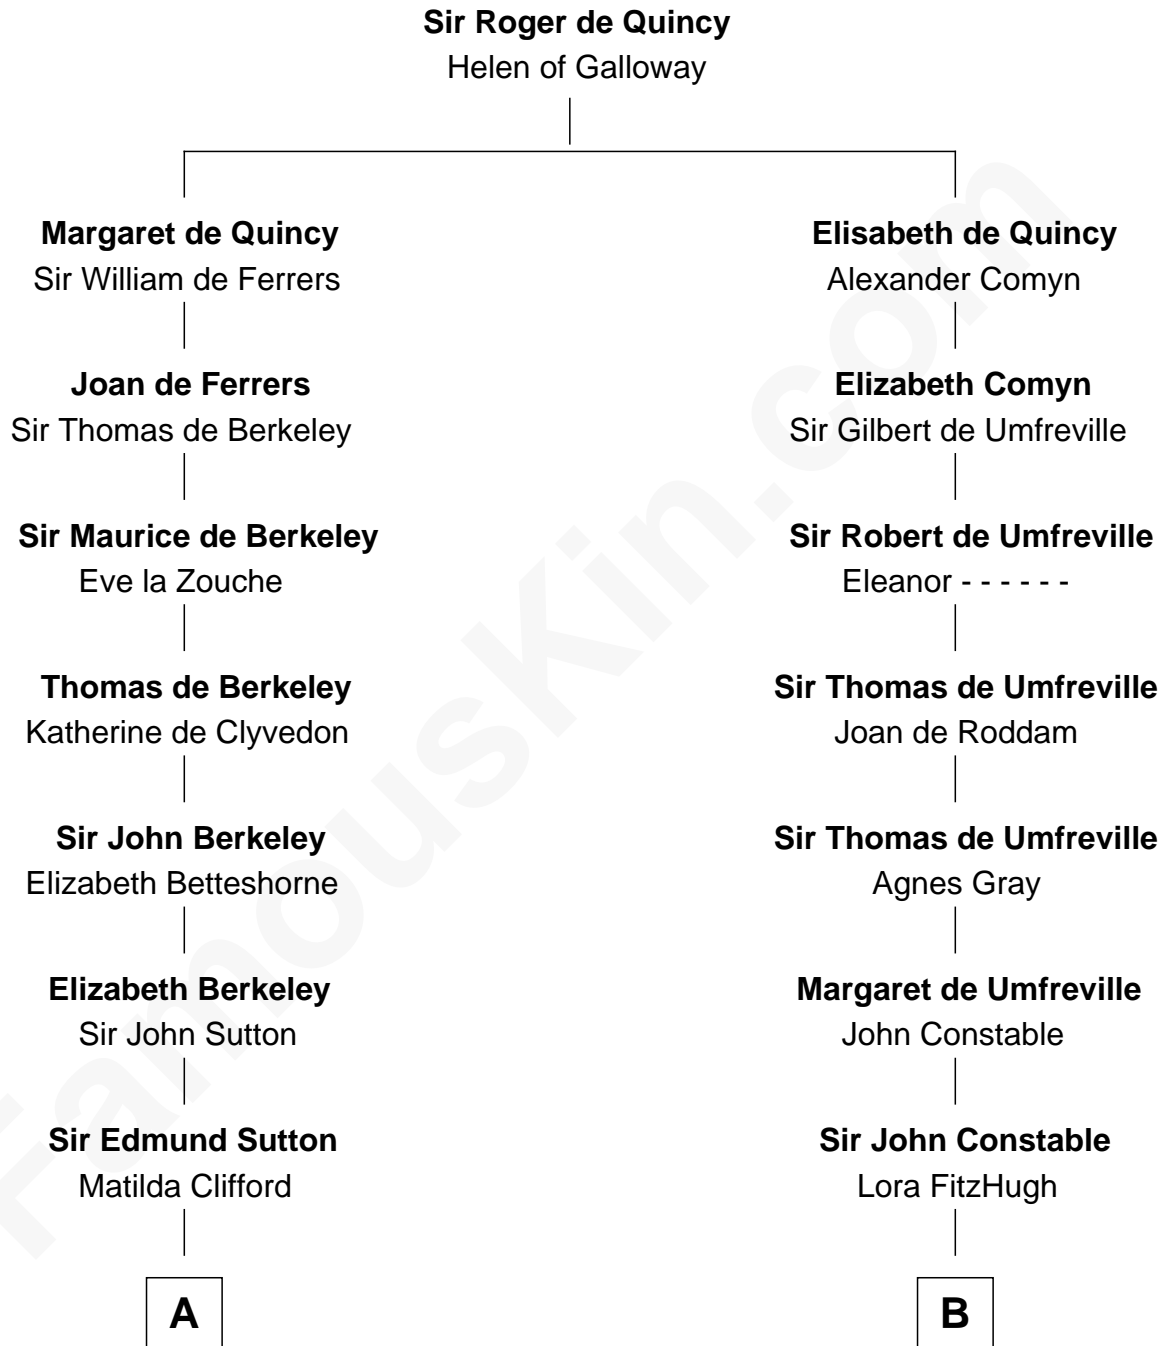 Sir Roger de Quincy
Helen of Galloway
Margaret de Quincy
Sir William de Ferrers
Elisabeth de Quincy
Alexander Comyn
Joan de Ferrers
Sir Thomas de Berkeley
Elizabeth Comyn
Sir Gilbert de Umfreville
Sir Maurice de Berkeley
Eve la Zouche
Sir Robert de Umfreville
Eleanor - - - - - -
Thomas de Berkeley
Katherine de Clyvedon
Sir Thomas de Umfreville
Joan de Roddam
Sir John Berkeley
Elizabeth Betteshorne
Sir Thomas de Umfreville
Agnes Gray
Elizabeth Berkeley
Sir John Sutton
Margaret de Umfreville
John Constable
Sir Edmund Sutton
Matilda Clifford
Sir John Constable
Lora FitzHugh
A
B
FamousKin.com